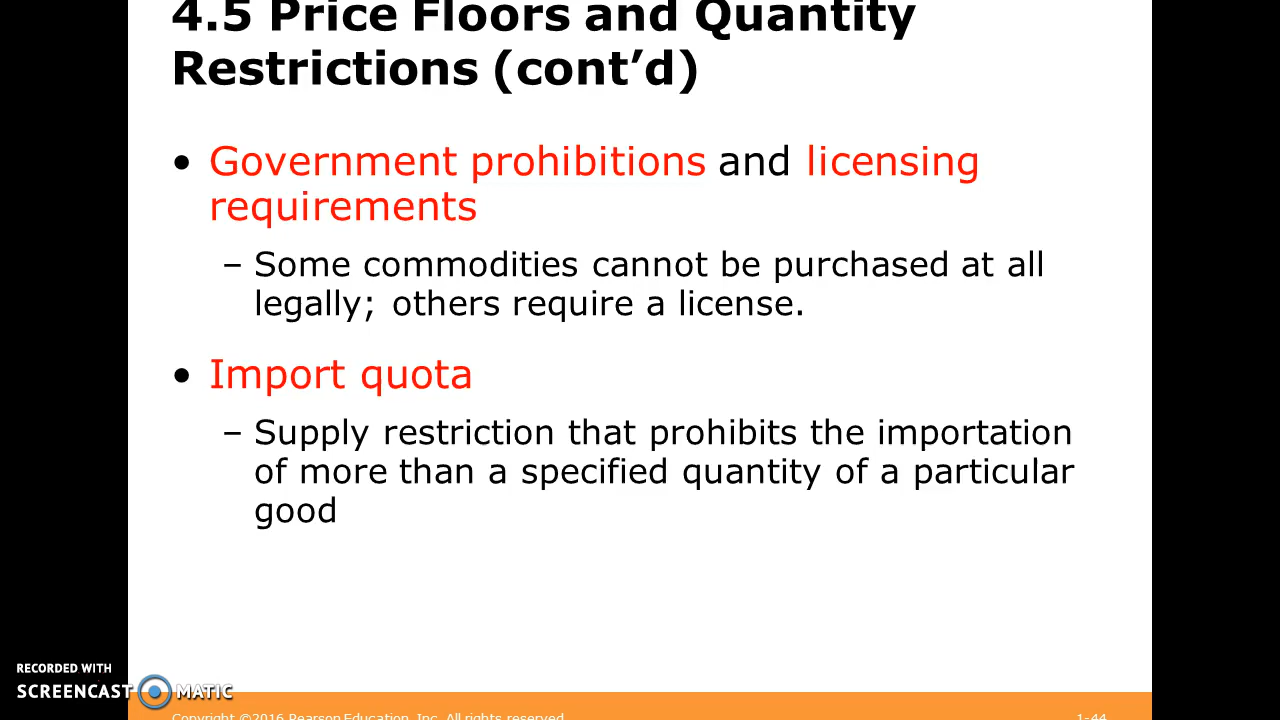 4.5 Price Floors and Quantity
Restrictions (cont’d)
• Government prohibitions and licensing
requirements
– Some commodities cannot be purchased at all
legally; others require a license.
• Import quota
– Supply restriction that prohibits the importation
of more than a specified quantity of a particular
good
RECORDED WITH
SCREENCAST MATIC
Copyright ©2016 Pearson Education, Inc. All rights reserved.
1-44